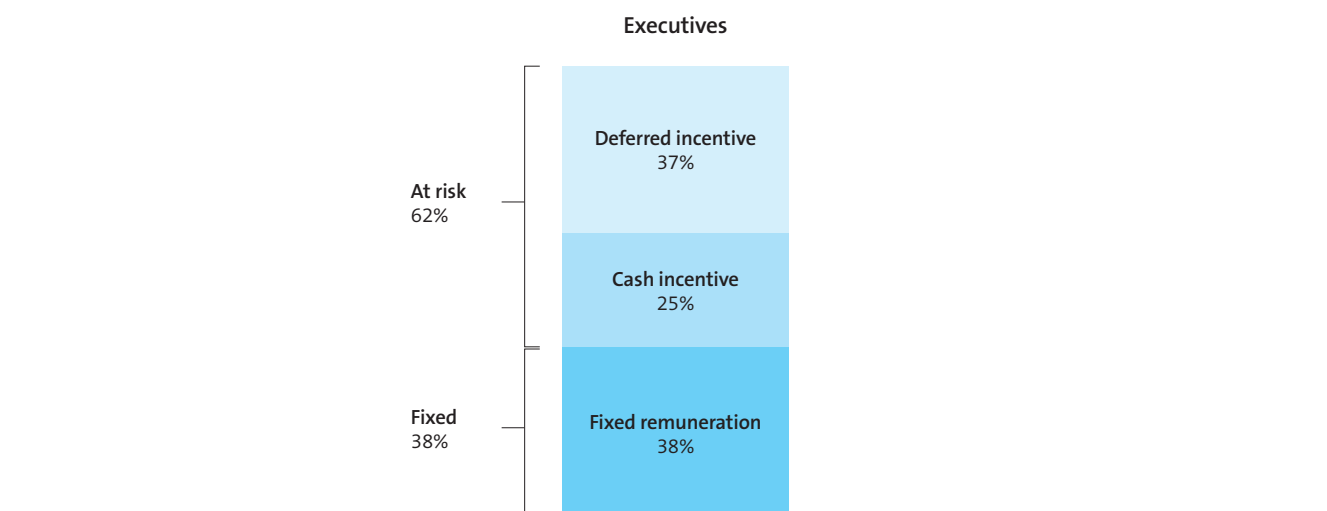 Executives
Deferred incentive
37%
At risk
62%
Cash incentive
25%
Fixed
38%
Fixed remuneration
38%